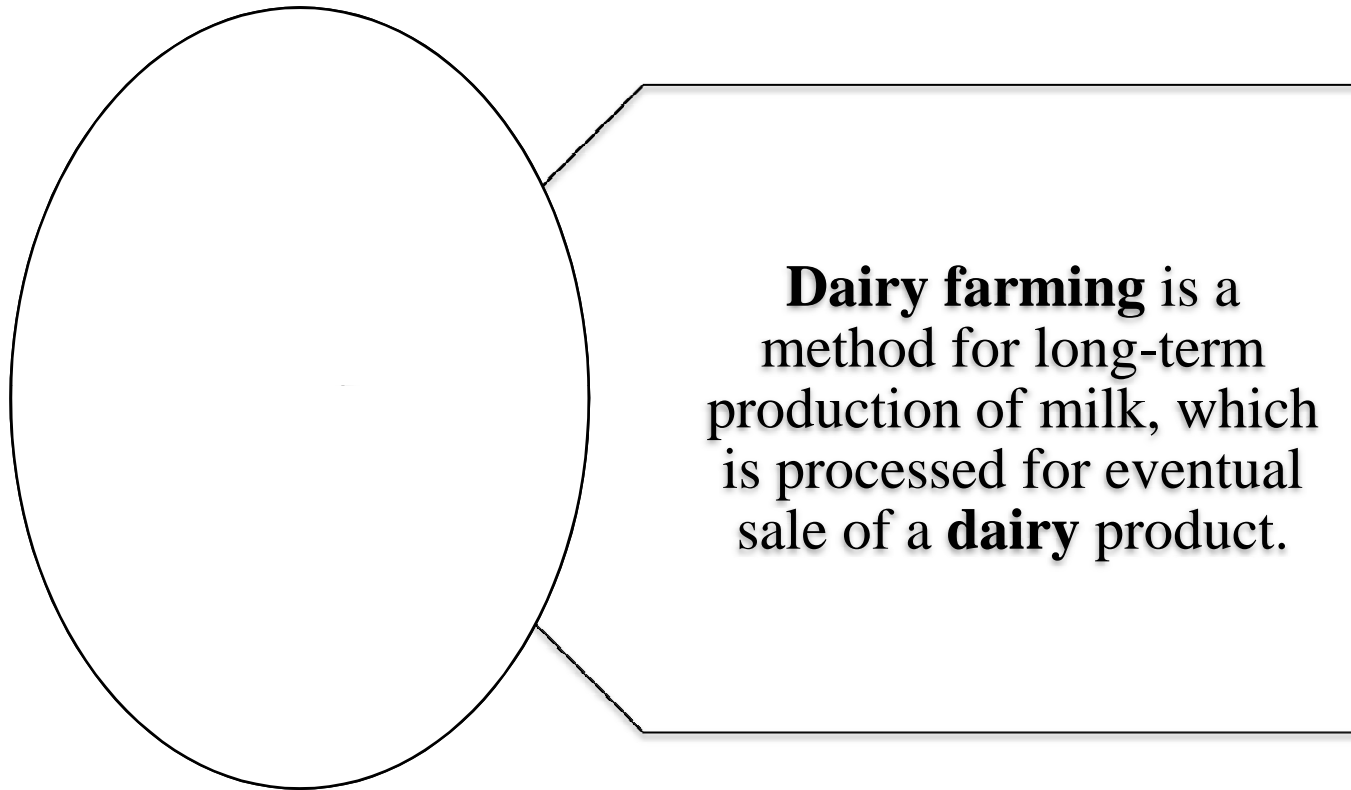 Dairy farming is a
method for long-term
production of milk, which
is processed for eventual
sale of a dairy product.